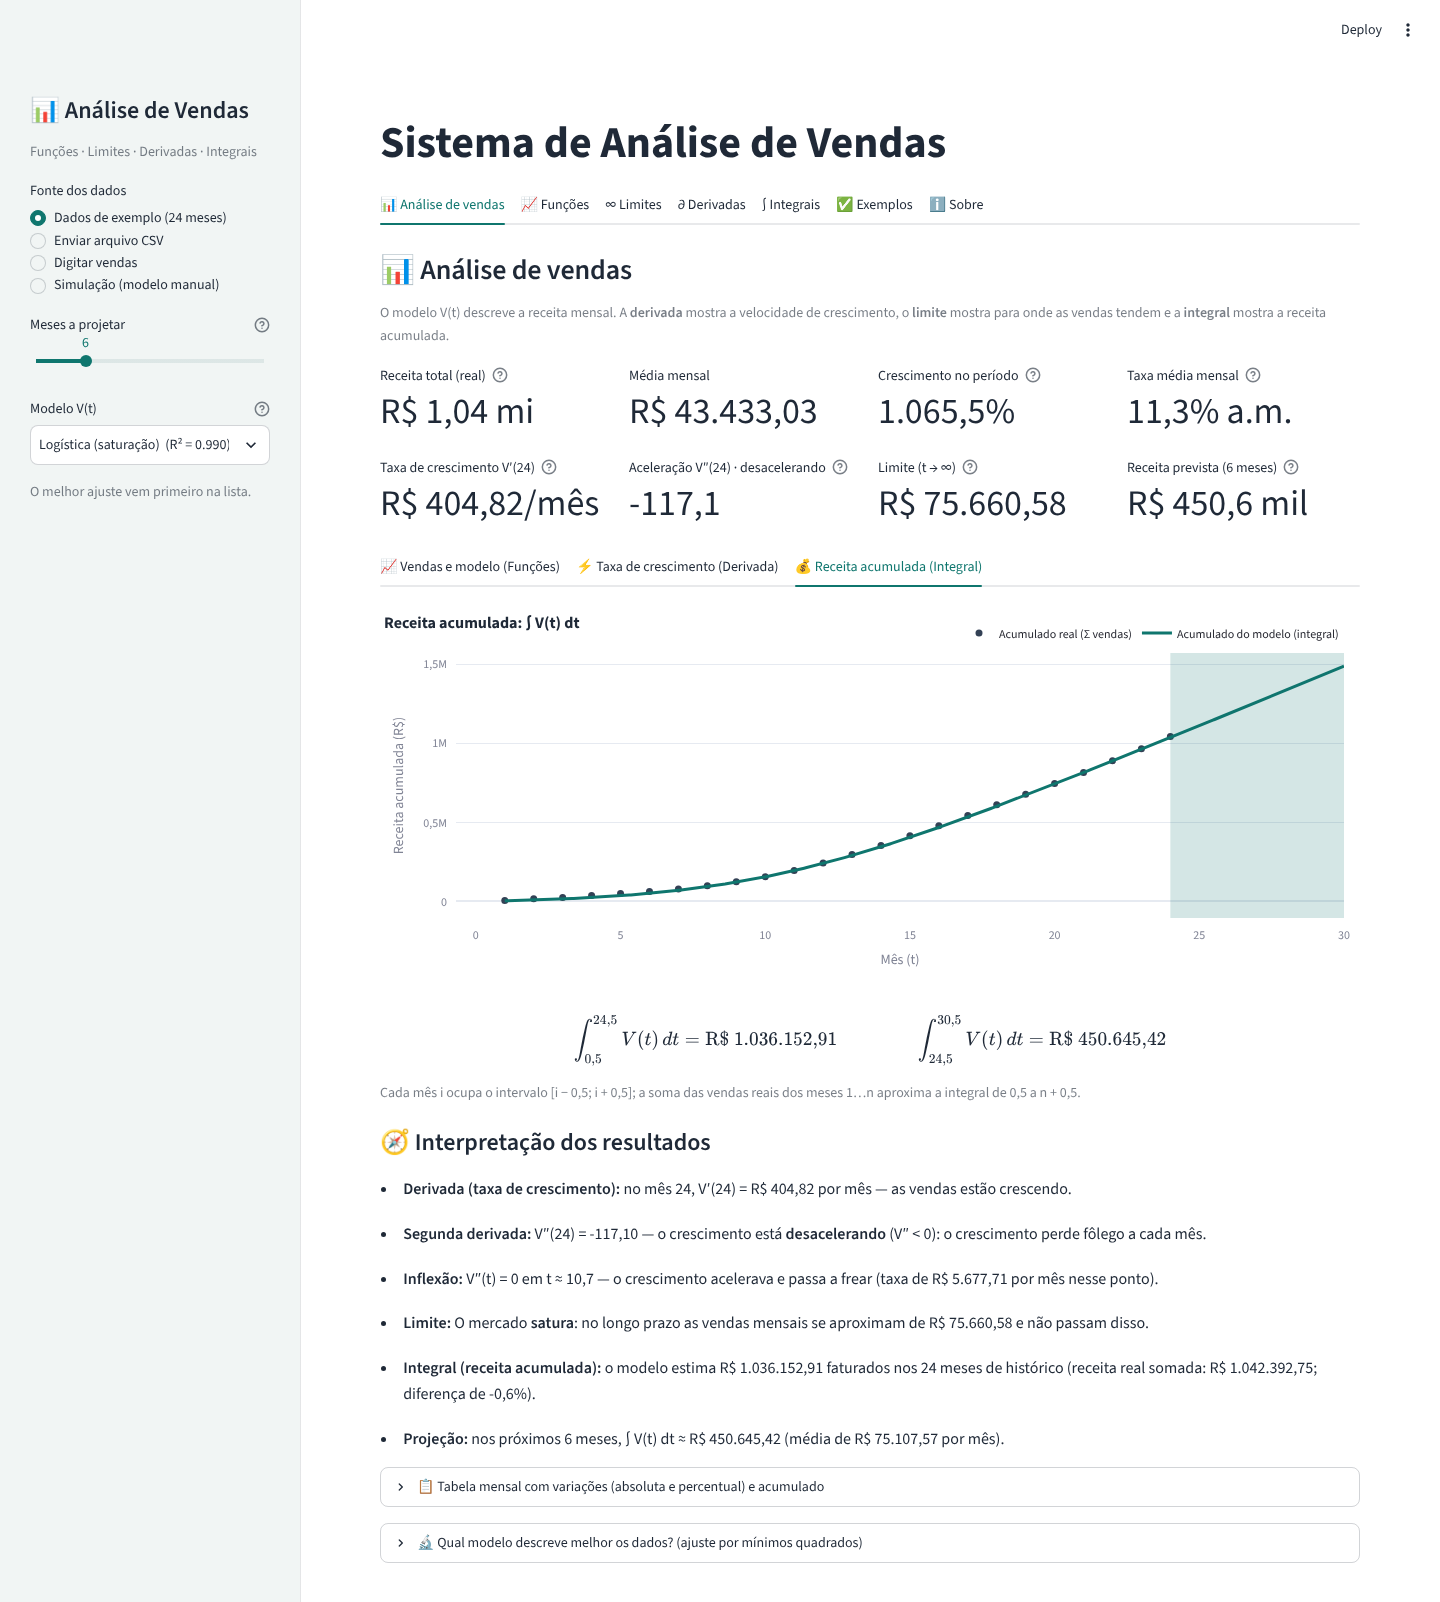 Deploy
📊 Análise de Vendas
Funções · Limites · Derivadas · Integrais
Fonte dos dados
Dados de exemplo (24 meses)
Enviar arquivo CSV
Digitar vendas
Simulação (modelo manual)
Meses a projetar
6
Modelo V(t)
Logística (saturação) (R² = 0.990)
O melhor ajuste vem primeiro na lista.
Sistema de Análise de Vendas
📊 Análise de vendas 📈 Funções ∞ Limites ∂ Derivadas ∫ Integrais ✅ Exemplos ℹ️ Sobre
📊 Análise de vendas
O modelo V(t) descreve a receita mensal. A derivada mostra a velocidade de crescimento, o limite mostra para onde as vendas tendem e a integral mostra a receita
acumulada.
Receita total (real) Média mensal Crescimento no período Taxa média mensal
R$ 1,04 mi R$ 43.433,03 1.065,5% 11,3% a.m.
Taxa de crescimento V′(24) Aceleração V″(24) · desacelerando Limite (t → ∞) Receita prevista (6 meses)
R$ 404,82/mês -117,1 R$ 75.660,58 R$ 450,6 mil
📈 Vendas e modelo (Funções) ⚡ Taxa de crescimento (Derivada) 💰 Receita acumulada (Integral)
Receita acumulada: ∫ V(t) dt
Acumulado real (Σ vendas) Acumulado do modelo (integral)
Receita acumulada (R$)
1,5M
1M
0,5M
0
0 5 10 15 20 25 30
Mês (t)
∫_{0,5}^{24,5} V(t) dt = R$ 1.036.152,91 ∫_{24,5}^{30,5} V(t) dt = R$ 450.645,42
Cada mês i ocupa o intervalo [i − 0,5; i + 0,5]; a soma das vendas reais dos meses 1…n aproxima a integral de 0,5 a n + 0,5.
🧭 Interpretação dos resultados
• Derivada (taxa de crescimento): no mês 24, V′(24) = R$ 404,82 por mês — as vendas estão crescendo.
• Segunda derivada: V″(24) = -117,10 — o crescimento está desacelerando (V″ < 0): o crescimento perde fôlego a cada mês.
• Inflexão: V″(t) = 0 em t ≈ 10,7 — o crescimento acelerava e passa a frear (taxa de R$ 5.677,71 por mês nesse ponto).
• Limite: O mercado satura: no longo prazo as vendas mensais se aproximam de R$ 75.660,58 e não passam disso.
• Integral (receita acumulada): o modelo estima R$ 1.036.152,91 faturados nos 24 meses de histórico (receita real somada: R$ 1.042.392,75;
diferença de -0,6%).
• Projeção: nos próximos 6 meses, ∫ V(t) dt ≈ R$ 450.645,42 (média de R$ 75.107,57 por mês).
📋 Tabela mensal com variações (absoluta e percentual) e acumulado
🔬 Qual modelo descreve melhor os dados? (ajuste por mínimos quadrados)